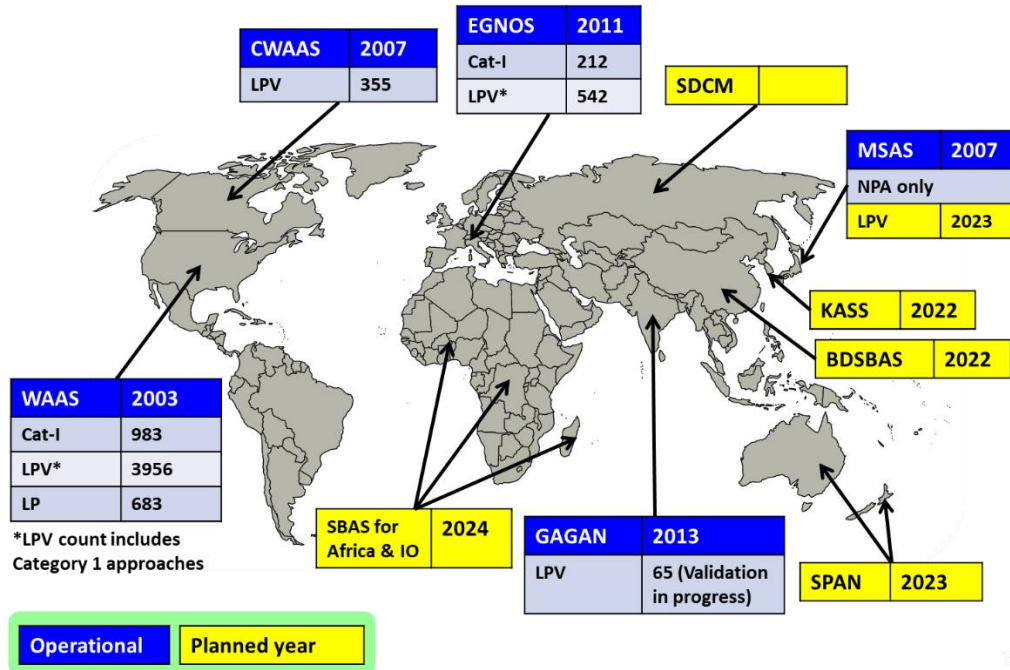 CWAAS 2007
LPV 355
EGNOS 2011
Cat-I 212
LPV* 542
SDCM
MSAS 2007
NPA only
LPV 2023
KASS 2022
BDSBAS 2022
WAAS 2003
Cat-I 983
LPV* 3956
LP 683
*LPV count includes
Category 1 approaches
SBAS for
Africa & IO 2024
GAGAN 2013
LPV 65 (Validation
in progress)
SPAN 2023
Operational Planned year